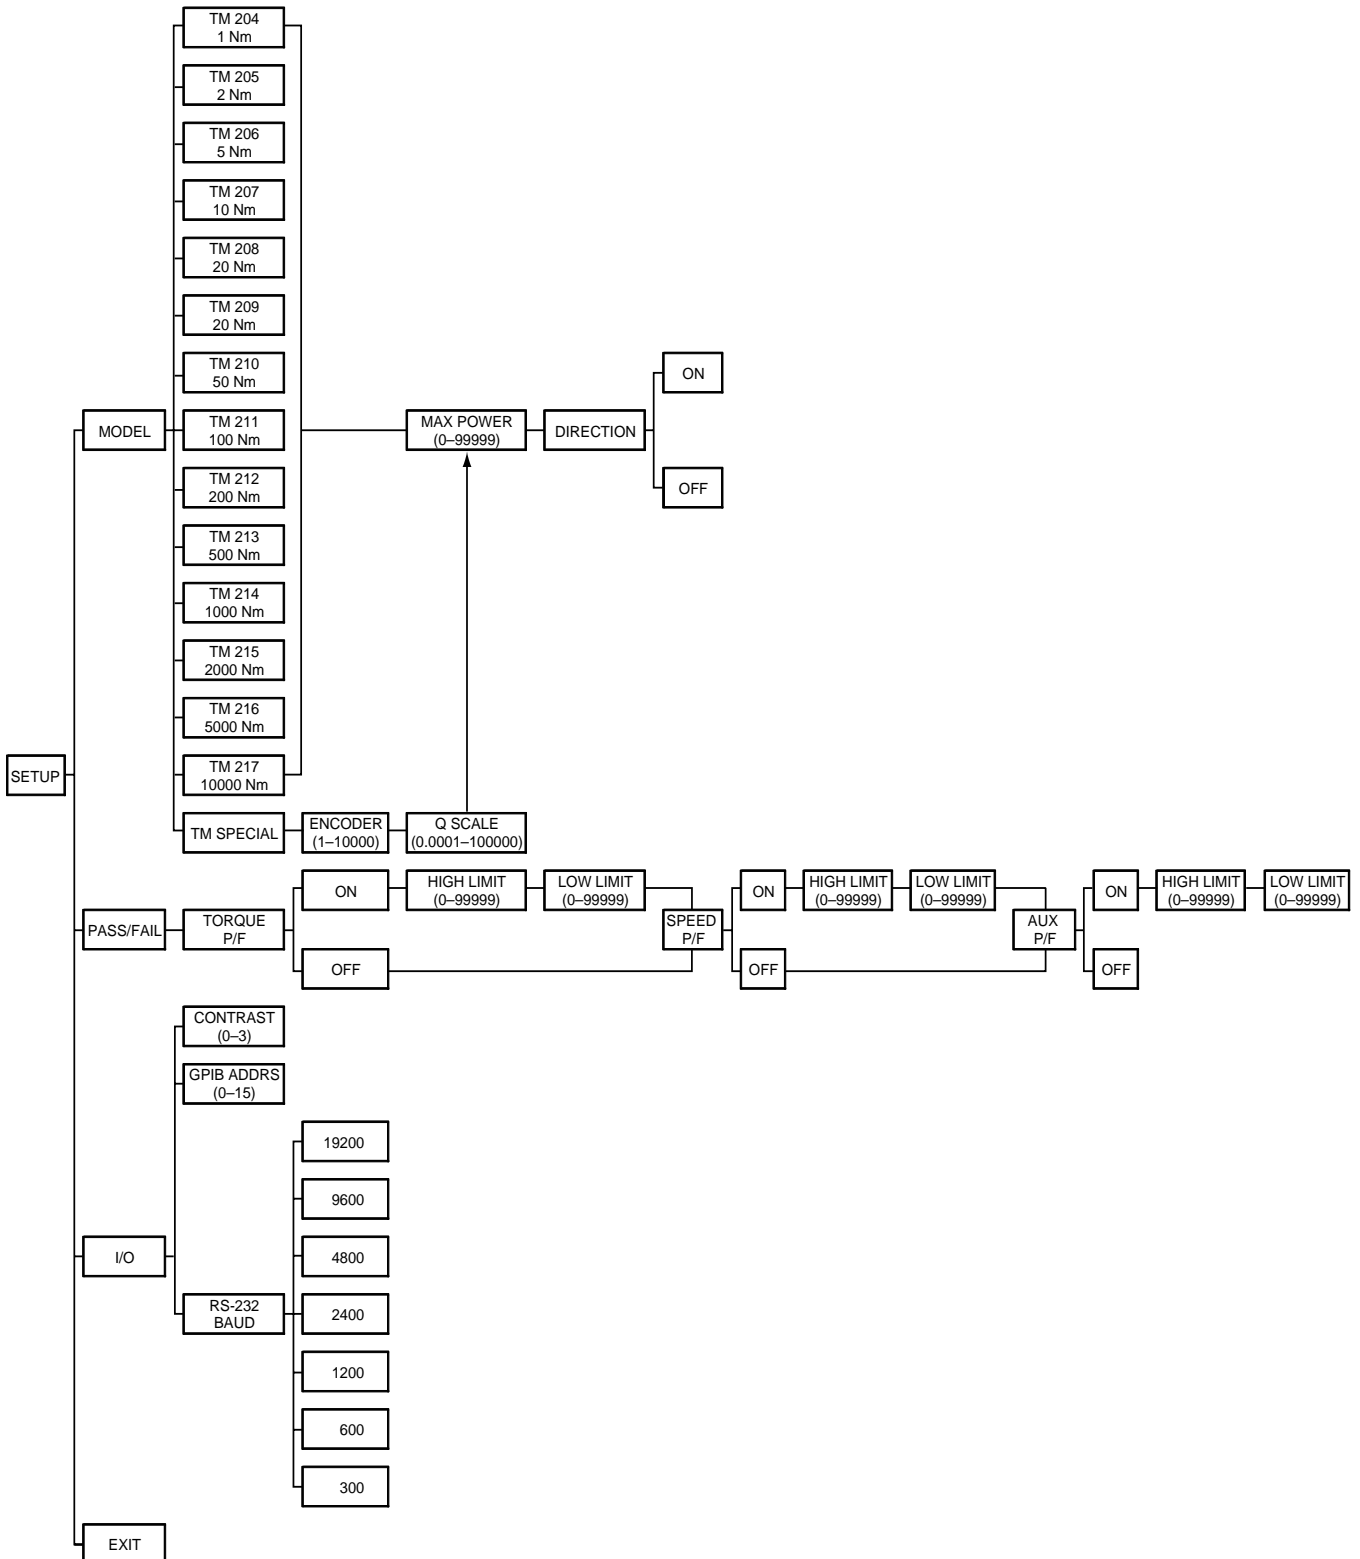 TM 204
1 Nm
TM 205
2 Nm
TM 206
5 Nm
TM 207
10 Nm
TM 208
20 Nm
TM 209
20 Nm
TM 210
50 Nm
ON
MODEL
TM 211
100 Nm
MAX POWER
(0–99999)
DIRECTION
TM 212
200 Nm
OFF
TM 213
500 Nm
TM 214
1000 Nm
TM 215
2000 Nm
TM 216
5000 Nm
SETUP
TM 217
10000 Nm
TM SPECIAL
ENCODER
(1–10000)
Q SCALE
(0.0001–100000)
ON
HIGH LIMIT
(0–99999)
LOW LIMIT
(0–99999)
ON
HIGH LIMIT
(0–99999)
LOW LIMIT
(0–99999)
ON
HIGH LIMIT
(0–99999)
LOW LIMIT
(0–99999)
PASS/FAIL
TORQUE
P/F
SPEED
P/F
AUX
P/F
OFF
OFF
OFF
CONTRAST
(0–3)
GPIB ADDRS
(0–15)
19200
9600
I/O
4800
RS-232
BAUD
2400
1200
600
300
EXIT